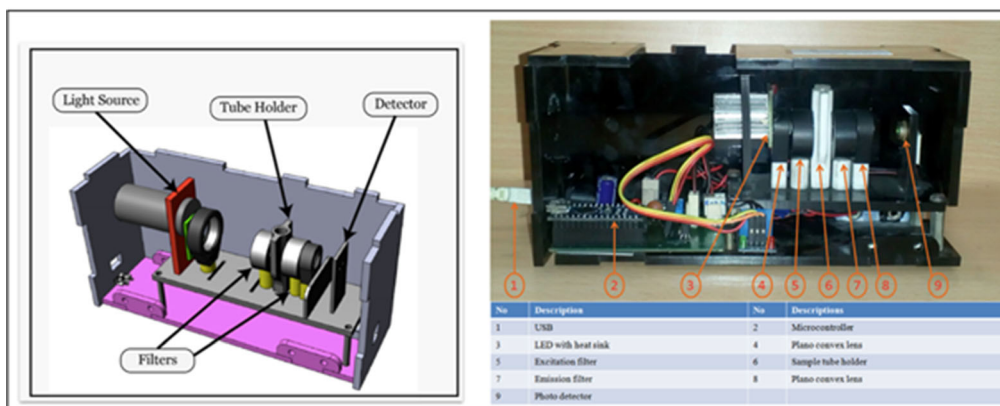 Light Source
Tube Holder
Detector
Filters
1 2 3 4 5 6 7 8 9
No Description No Descriptions
1 USB 2 Microcontroller
3 LED with heat sink 4 Plano convex lens
5 Excitation filter 6 Sample tube holder
7 Emission filter 8 Plano convex lens
9 Photo detector